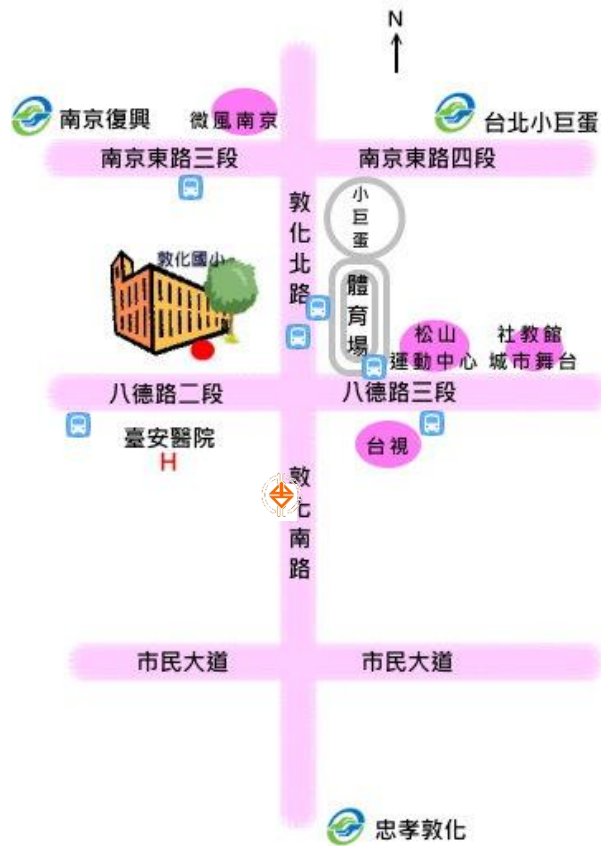 N
南京復興
微風南京
台北小巨蛋
南京東路三段
南京東路四段
敦化北路
小巨蛋
敦化國小
體育場
松山
運動中心
社教館
城市舞台
八德路二段
八德路三段
臺安醫院
H
台視
敦化南路
市民大道
市民大道
忠孝敦化